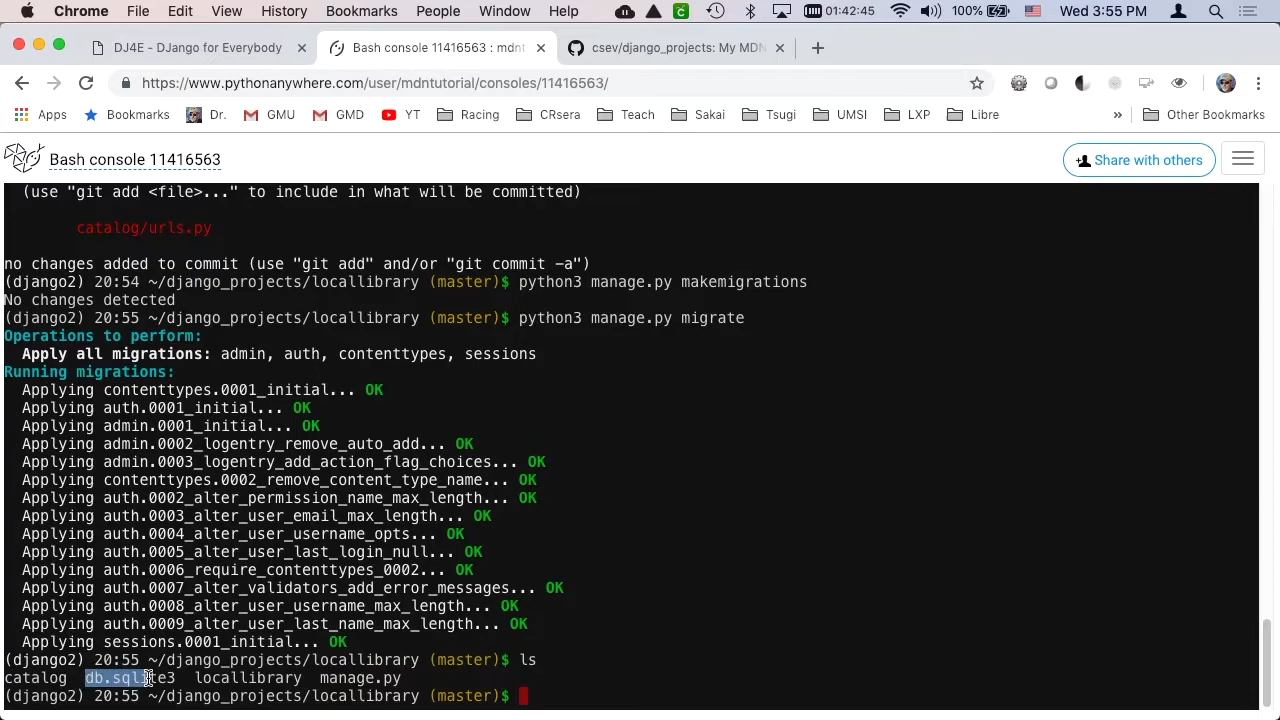 Chrome File Edit View History Bookmarks People Window Help 01:42:45 100% Wed 3:55 PM
DJ4E - DJango for Everybody Bash console 11416563 : mdnt csev/django_projects: My MDN
https://www.pythonanywhere.com/user/mdntutorial/consoles/11416563/
Apps Bookmarks Dr. GMU GMD YT Racing CRsera Teach Sakai Tsugi UMSI LXP Libre » Other Bookmarks
Bash console 11416563 Share with others
(use "git add <file>..." to include in what will be committed)
catalog/urls.py
no changes added to commit (use "git add" and/or "git commit -a")
(django2) 20:54 ~/django_projects/locallibrary (master)$ python3 manage.py makemigrations
No changes detected
(django2) 20:55 ~/django_projects/locallibrary (master)$ python3 manage.py migrate
Operations to perform:
Apply all migrations: admin, auth, contenttypes, sessions
Running migrations:
Applying contenttypes.0001_initial... OK
Applying auth.0001_initial... OK
Applying admin.0001_initial... OK
Applying admin.0002_logentry_remove_auto_add... OK
Applying admin.0003_logentry_add_action_flag_choices... OK
Applying contenttypes.0002_remove_content_type_name... OK
Applying auth.0002_alter_permission_name_max_length... OK
Applying auth.0003_alter_user_email_max_length... OK
Applying auth.0004_alter_user_username_opts... OK
Applying auth.0005_alter_user_last_login_null... OK
Applying auth.0006_require_contenttypes_0002... OK
Applying auth.0007_alter_validators_add_error_messages... OK
Applying auth.0008_alter_user_username_max_length... OK
Applying auth.0009_alter_user_last_name_max_length... OK
Applying sessions.0001_initial... OK
(django2) 20:55 ~/django_projects/locallibrary (master)$ ls
catalog db.sqlite3 locallibrary manage.py
(django2) 20:55 ~/django_projects/locallibrary (master)$